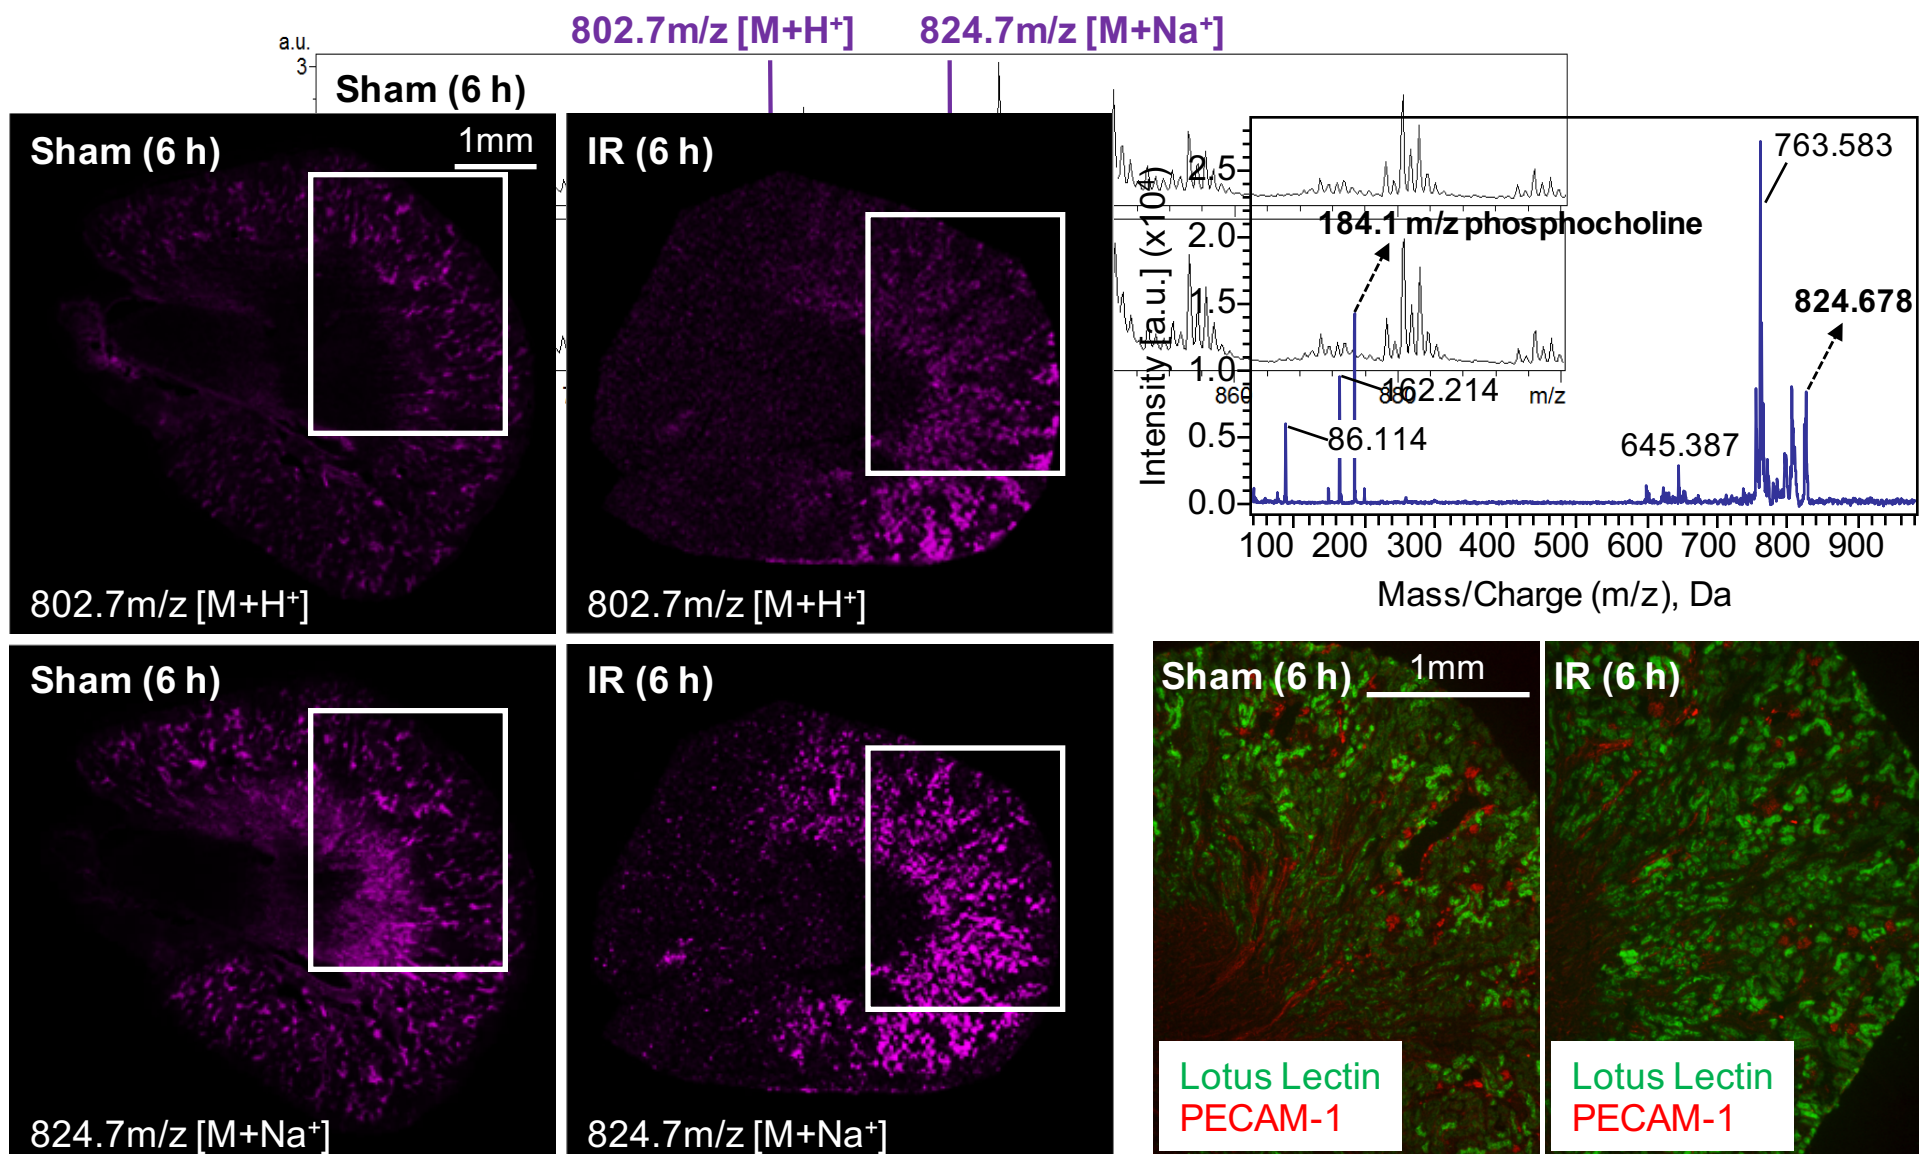 802.7m/z [M+H⁺]
824.7m/z [M+Na⁺]
a.u.
3
Sham (6 h)
Sham (6 h)
1mm
802.7m/z [M+H⁺]
IR (6 h)
802.7m/z [M+H⁺]
860
880
m/z
Intensity [a.u.] (x10⁴)
2.5
2.0
1.5
1.0
0.5
0.0
763.583
184.1 m/z phosphocholine
824.678
162.214
86.114
645.387
100 200 300 400 500 600 700 800 900
Mass/Charge (m/z), Da
Sham (6 h)
824.7m/z [M+Na⁺]
IR (6 h)
824.7m/z [M+Na⁺]
Sham (6 h)
1mm
Lotus Lectin
PECAM-1
IR (6 h)
Lotus Lectin
PECAM-1